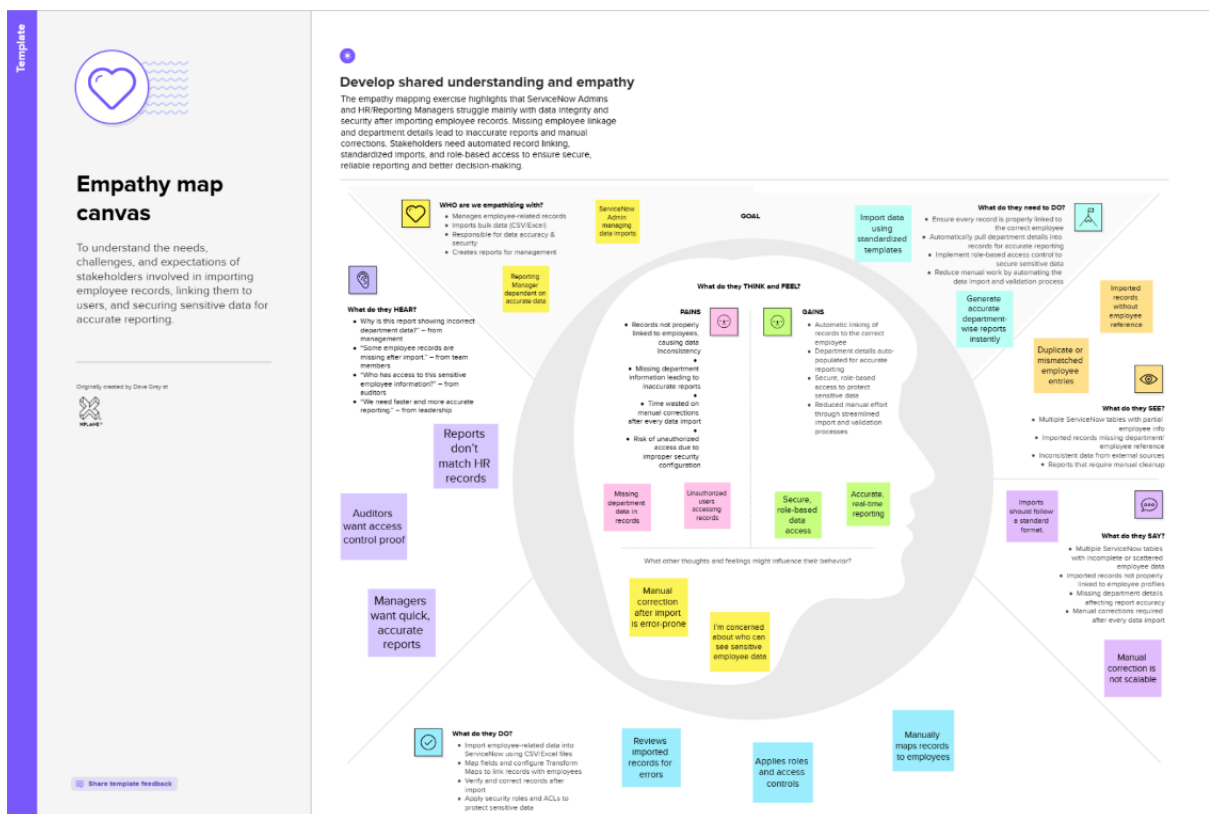 Template
Empathy map
canvas
To understand the needs,
challenges, and expectations of
stakeholders involved in importing
employee records, linking them to
users, and securing sensitive data for
accurate reporting.
Originally created by Dave Gray at
XPLANE
Share template feedback
Develop shared understanding and empathy
The empathy mapping exercise highlights that ServiceNow Admins
and HR/Reporting Managers struggle mainly with data integrity and
security after importing employee records. Missing employee linkage
and department details lead to inaccurate reports and manual
corrections. Stakeholders need automated record linking,
standardized imports, and role-based access to ensure secure,
reliable reporting and better decision-making.
WHO are we empathizing with?
• Manages employee-related records
• Imports bulk data (CSV/Excel)
• Responsible for data accuracy &
security
• Creates reports for management
ServiceNow
Admin
managing
data imports
Reporting
Manager
dependent on
accurate data
GOAL
Import data
using
standardized
templates
What do they need to DO?
• Ensure every record is properly linked to
the correct employee
• Automatically pull department details into
records for accurate reporting
• Implement role-based access control to
secure sensitive data
• Reduce manual work by automating the
data import and validation process
Generate
accurate
department-
wise reports
instantly
Imported
records
without
employee
reference
Duplicate or
mismatched
employee
entries
What do they SEE?
• Multiple ServiceNow tables with partial
employee info
• Imported records missing department/
employee reference
• Inconsistent data from external sources
• Reports that require manual cleanup
What do they HEAR?
• Why is this report showing incorrect
department data?” – from
management
• “Some employee records are
missing after import.” – from team
members
• “Who has access to this sensitive
employee information?” – from
auditors
• “We need faster and more accurate
reporting.” – from leadership
Reports
don’t
match HR
records
Auditors
want access
control proof
Managers
want quick,
accurate
reports
What do they THINK and FEEL?
PAINS
• Records not properly
linked to employees,
causing data
inconsistency
•
• Missing department
information leading to
inaccurate reports
•
• Time wasted on
manual corrections
after every data import
•
• Risk of unauthorized
access due to
improper security
configuration
Missing
department
data in
records
Unauthorized
users
accessing
records
GAINS
• Automatic linking of
records to the correct
employee
• Department details auto-
populated for accurate
reporting
• Secure, role-based
access to protect
sensitive data
• Reduced manual effort
through streamlined
import and validation
processes
Secure,
role-based
data
access
Accurate,
real-time
reporting
What other thoughts and feelings might influence their behavior?
Manual
correction
after import
is error-prone
I’m concerned
about who can
see sensitive
employee data
Imports
should follow
a standard
format.
What do they SAY?
• Multiple ServiceNow tables
with incomplete or scattered
employee data
• Imported records not properly
linked to employee profiles
• Missing department details
affecting report accuracy
• Manual corrections required
after every data import
Manual
correction is
not scalable
What do they DO?
• Import employee-related data into
ServiceNow using CSV/Excel files
• Map fields and configure Transform
Maps to link records with employees
• Verify and correct records after
import
• Apply security roles and ACLs to
protect sensitive data
Reviews
imported
records for
errors
Applies roles
and access
controls
Manually
maps records
to employees